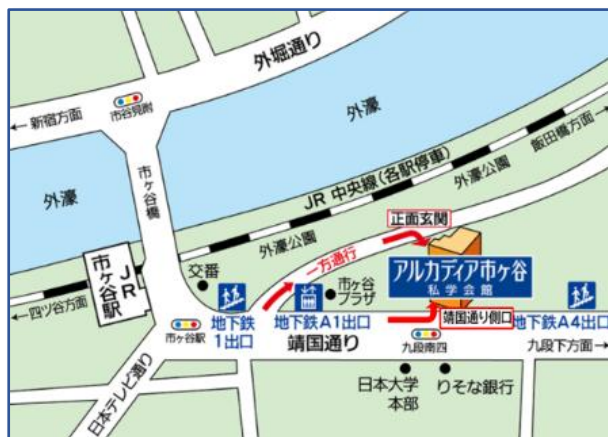 外堀通り
←新宿方面
市谷見附
外濠
飯田橋方面→
外濠
市ヶ谷橋
JR 中央線(各駅停車)
外濠公園
外濠公園
正面玄関
一方通行
アルカディア市ヶ谷
私学会館
JR
市ヶ谷駅
←四ツ谷方面
交番
市ヶ谷
プラザ
地下鉄
1出口
地下鉄A1出口
靖国通り側口
地下鉄A4出口
市ヶ谷駅
靖国通り
九段南四
九段下方面→
日本テレビ通り
日本大学
本部
りそな銀行